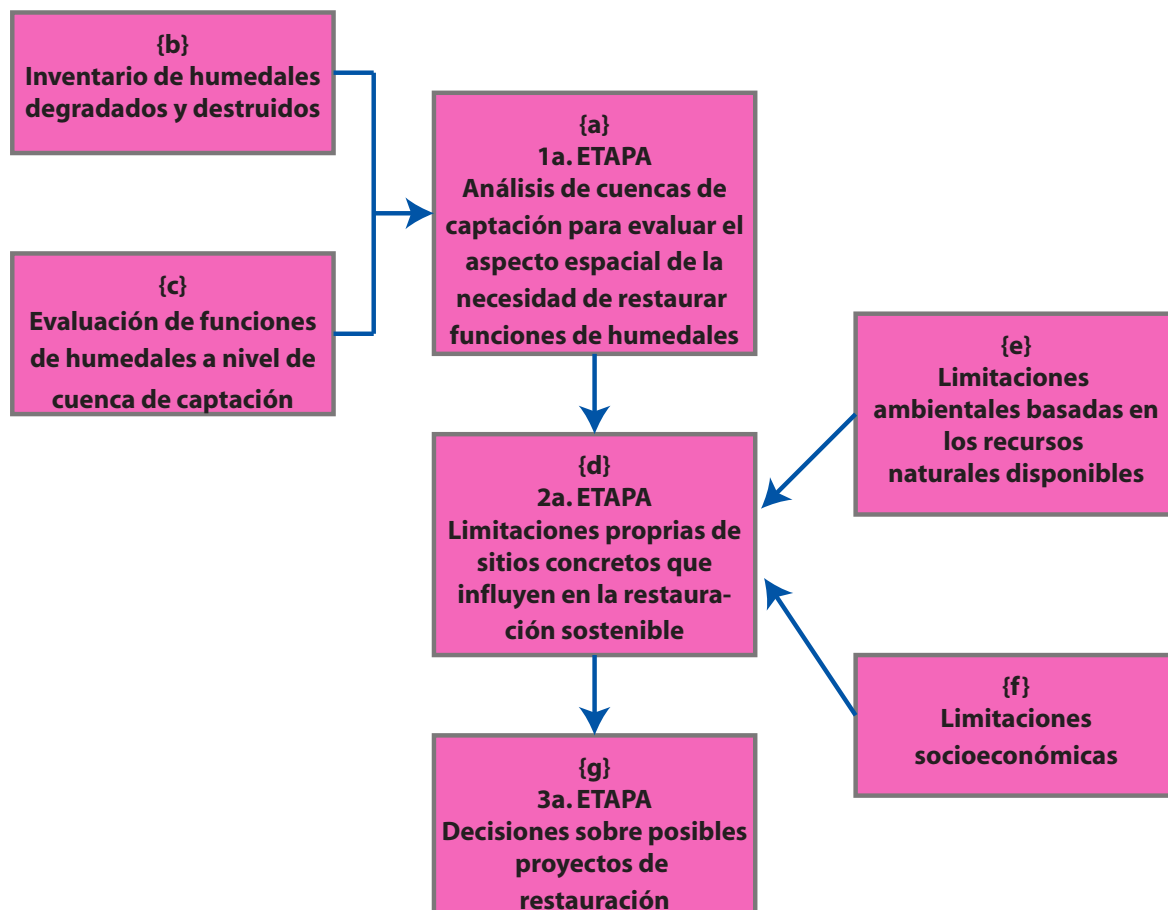 {b}
Inventario de humedales
degradados y destruidos
{a}
1a. ETAPA
Análisis de cuencas de
captación para evaluar el
aspecto espacial de la
necesidad de restaurar
funciones de humedales
{c}
Evaluación de funciones
de humedales a nivel de
cuenca de captación
{d}
2a. ETAPA
Limitaciones proprias de
sitios concretos que
influyen en la restaura-
ción sostenible
{e}
Limitaciones
ambientales basadas en
los recursos
naturales disponibles
{f}
Limitaciones
socioeconómicas
{g}
3a. ETAPA
Decisiones sobre posibles
proyectos de
restauración